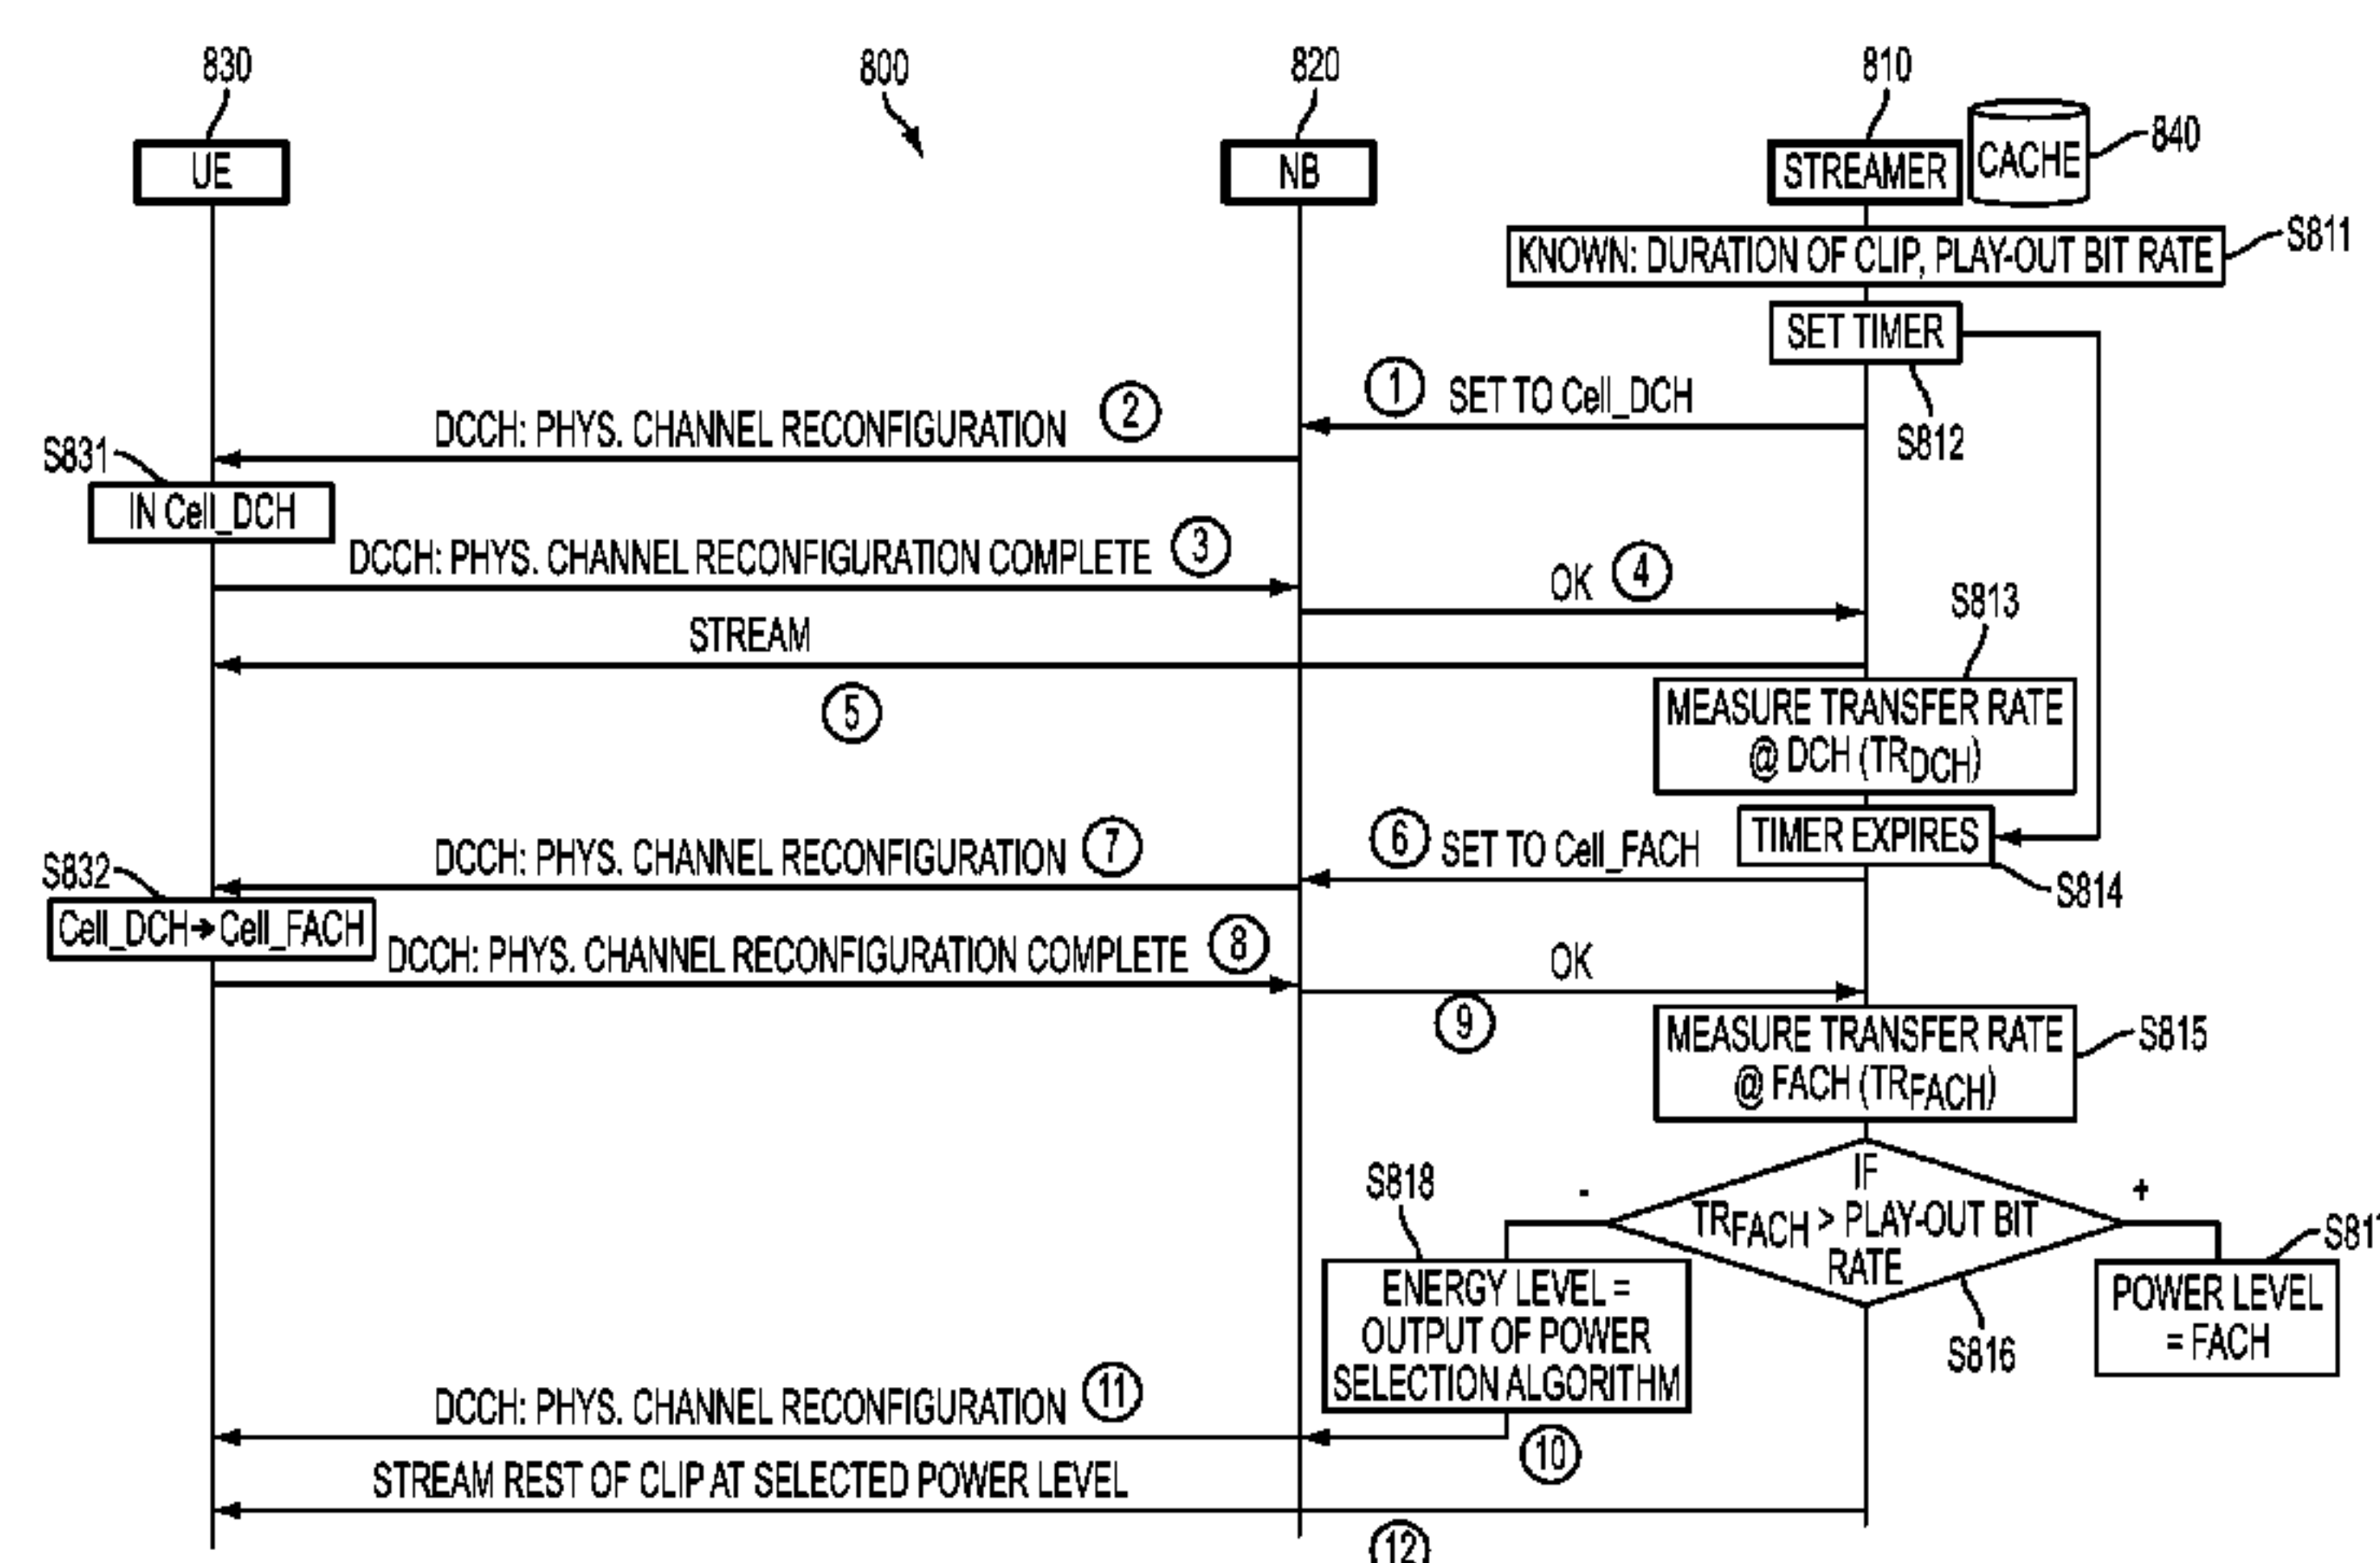 830
800
820
810
UE
NB
STREAMER
CACHE
840
KNOWN: DURATION OF CLIP, PLAY-OUT BIT RATE
S811
SET TIMER
S812
1 SET TO Cell_DCH
DCCH: PHYS. CHANNEL RECONFIGURATION 2
S831
IN Cell_DCH
DCCH: PHYS. CHANNEL RECONFIGURATION COMPLETE 3
OK 4
STREAM
5
S813
MEASURE TRANSFER RATE
@ DCH (TRDCH)
TIMER EXPIRES
S814
6 SET TO Cell_FACH
DCCH: PHYS. CHANNEL RECONFIGURATION 7
S832
Cell_DCH→Cell_FACH
DCCH: PHYS. CHANNEL RECONFIGURATION COMPLETE 8
OK
9
MEASURE TRANSFER RATE
@ FACH (TRFACH)
S815
IF
TRFACH > PLAY-OUT BIT
RATE
-
+
S816
S818
ENERGY LEVEL =
OUTPUT OF POWER
SELECTION ALGORITHM
POWER LEVEL
= FACH
10
DCCH: PHYS. CHANNEL RECONFIGURATION 11
STREAM REST OF CLIP AT SELECTED POWER LEVEL
12